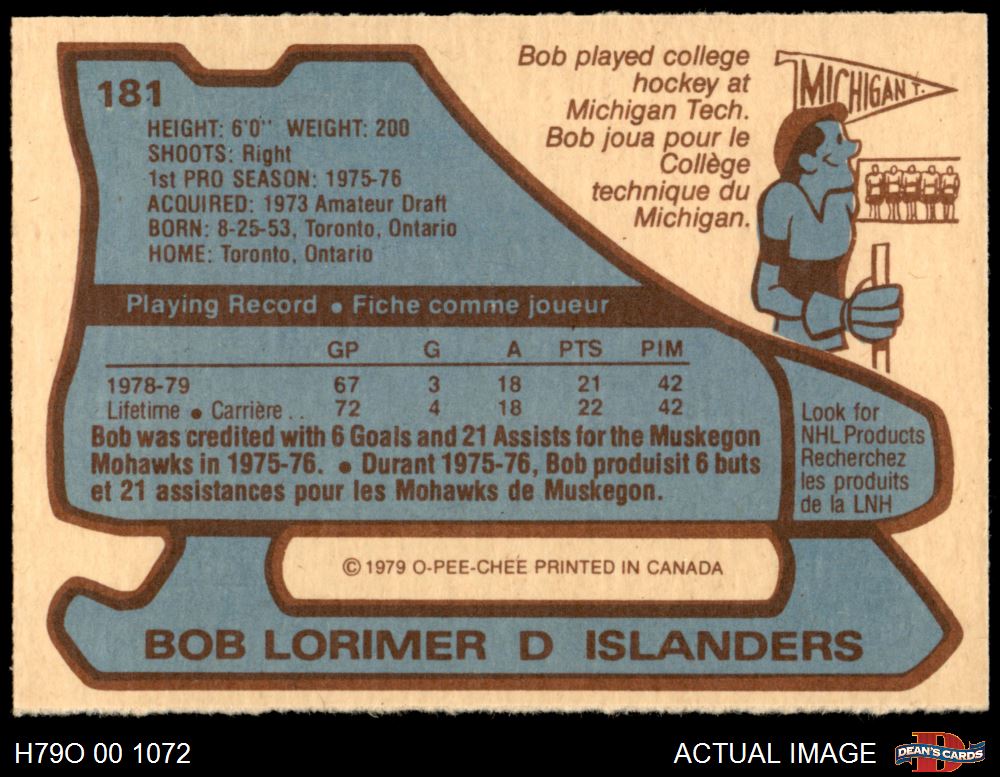 181
HEIGHT: 6'0" WEIGHT: 200
SHOOTS: Right
1st PRO SEASON: 1975-76
ACQUIRED: 1973 Amateur Draft
BORN: 8-25-53, Toronto, Ontario
HOME: Toronto, Ontario
Bob played college
hockey at
Michigan Tech.
Bob joua pour le
Collège
technique du
Michigan.
MICHIGAN T.
Playing Record • Fiche comme joueur
GP G A PTS PIM
1978-79 67 3 18 21 42
Lifetime • Carrière .. 72 4 18 22 42
Bob was credited with 6 Goals and 21 Assists for the Muskegon
Mohawks in 1975-76. • Durant 1975-76, Bob produisit 6 buts
et 21 assistances pour les Mohawks de Muskegon.
Look for
NHL Products
Recherchez
les produits
de la LNH
© 1979 O-PEE-CHEE PRINTED IN CANADA
BOB LORIMER D ISLANDERS
H79O 00 1072
ACTUAL IMAGE
D
DEAN'S CARDS